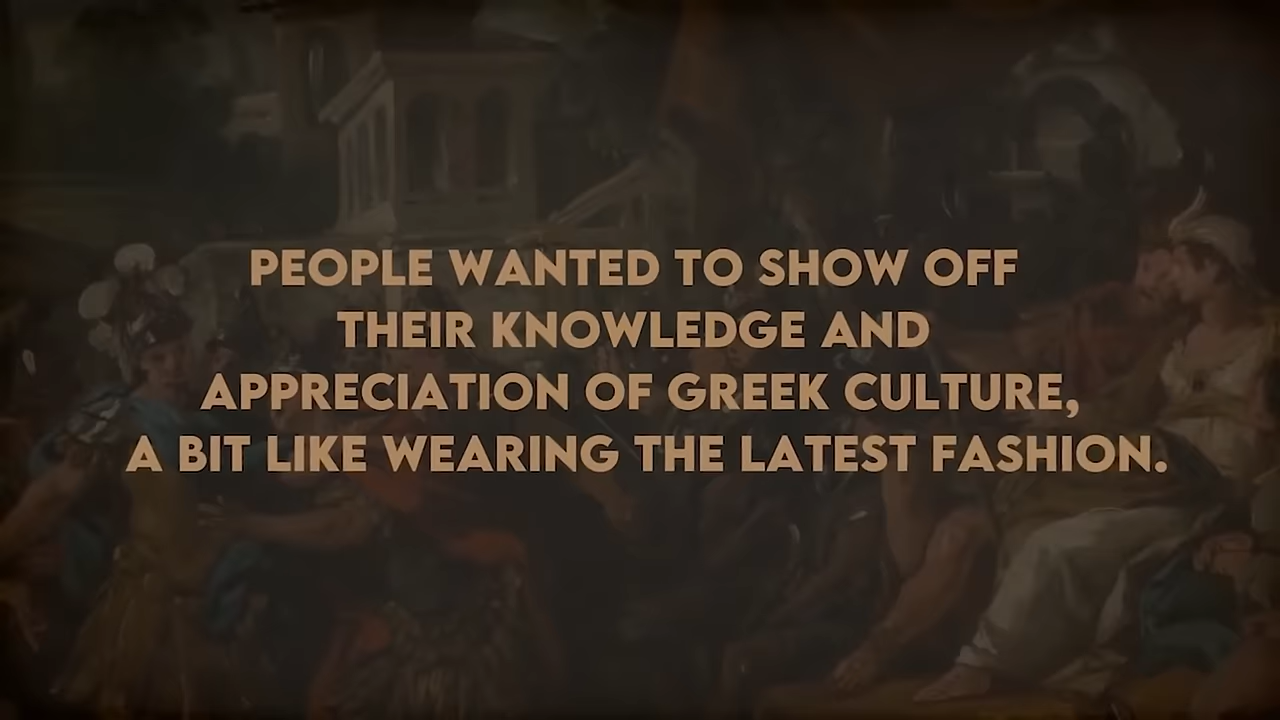 PEOPLE WANTED TO SHOW OFF
THEIR KNOWLEDGE AND
APPRECIATION OF GREEK CULTURE,
A BIT LIKE WEARING THE LATEST FASHION.